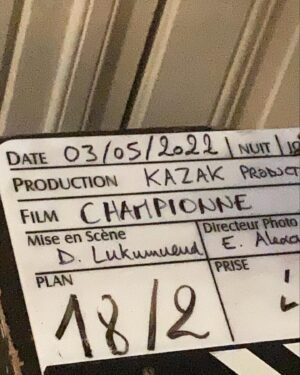 DATE 03/05/2022 | NUIT |
PRODUCTION KAZAK
FILM CHAMPIONNE
Mise en Scène Directeur Photo
D. E.
PLAN PRISE
18/2